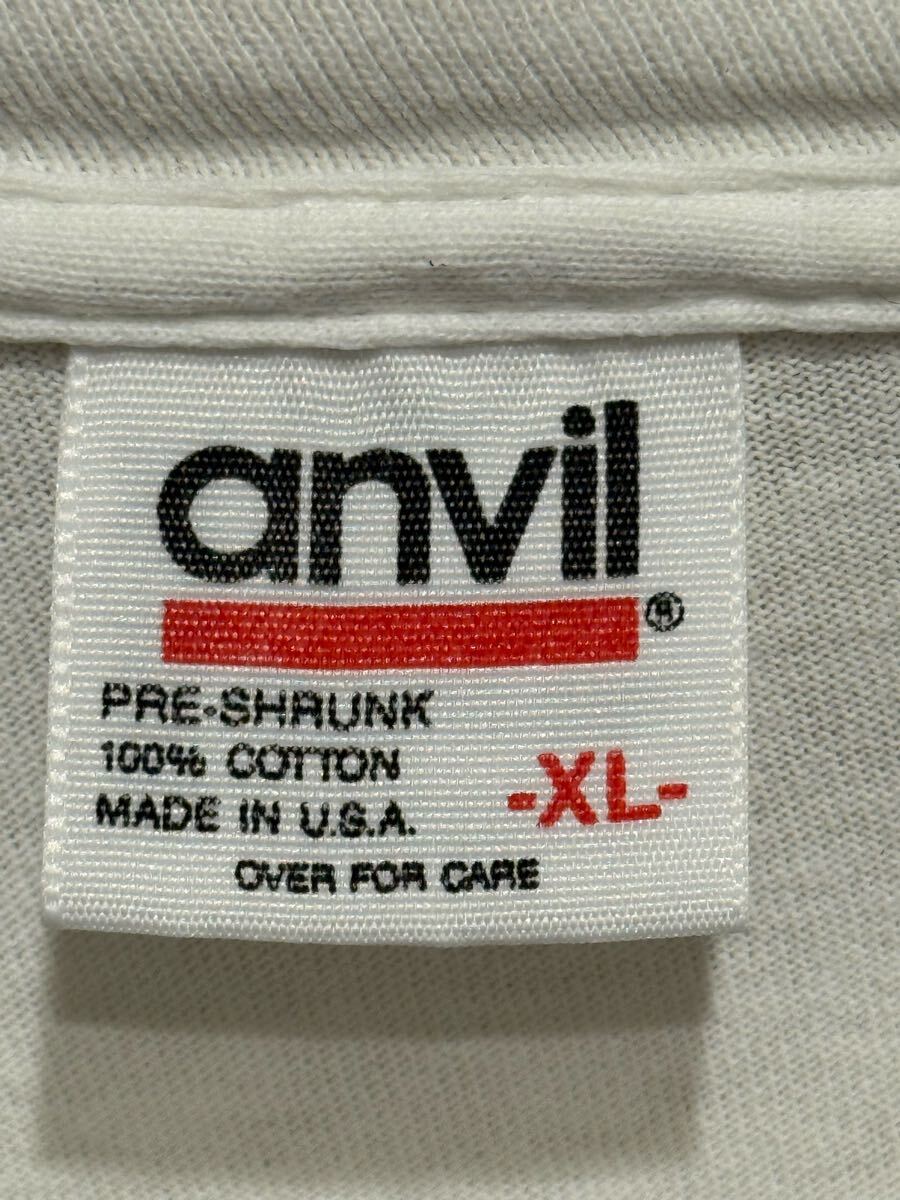 anvil®
PRE-SHRUNK
100% COTTON
MADE IN U.S.A.
-XL-
OVER FOR CARE